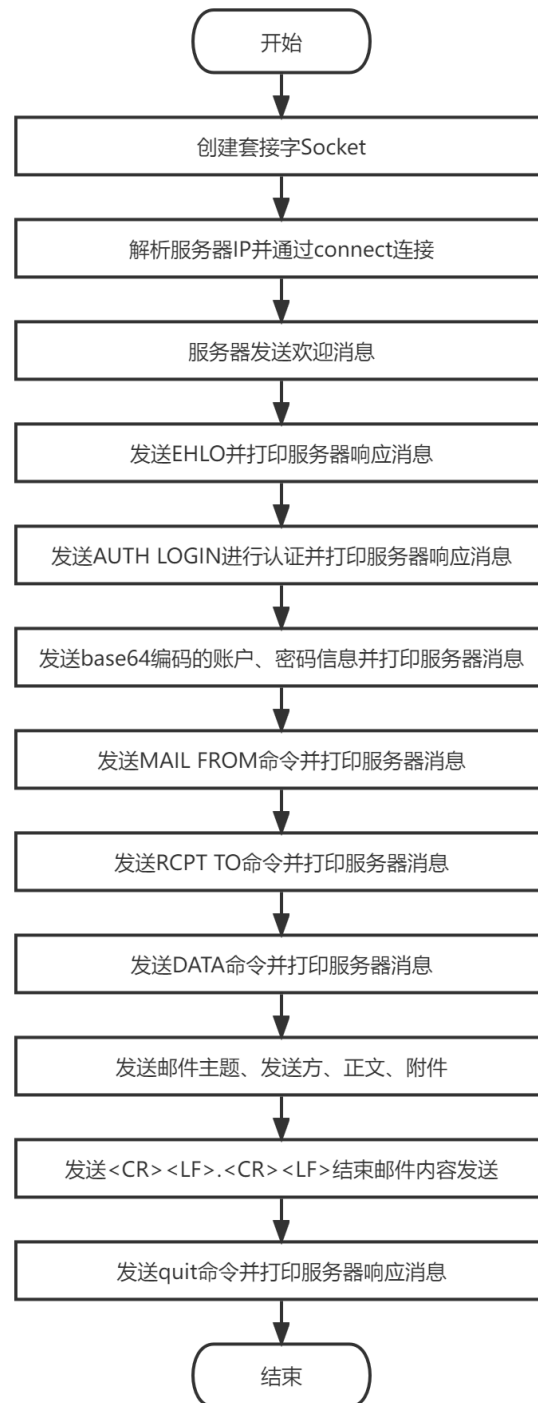 开始
创建套接字Socket
解析服务器IP并通过connect连接
服务器发送欢迎消息
发送EHLO并打印服务器响应消息
发送AUTH LOGIN进行认证并打印服务器响应消息
发送base64编码的账户、密码信息并打印服务器消息
发送MAIL FROM命令并打印服务器消息
发送RCPT TO命令并打印服务器消息
发送DATA命令并打印服务器消息
发送邮件主题、发送方、正文、附件
发送<CR><LF>.<CR><LF>结束邮件内容发送
发送quit命令并打印服务器响应消息
结束